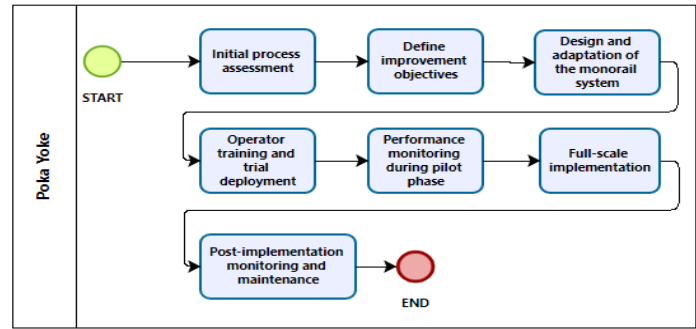 Poka Yoke
START
Initial process
assessment
Define
improvement
objectives
Design and
adaptation of
the monorail
system
Operator
training and
trial
deployment
Performance
monitoring
during pilot
phase
Full-scale
implementation
Post-implementation
monitoring and
maintenance
END